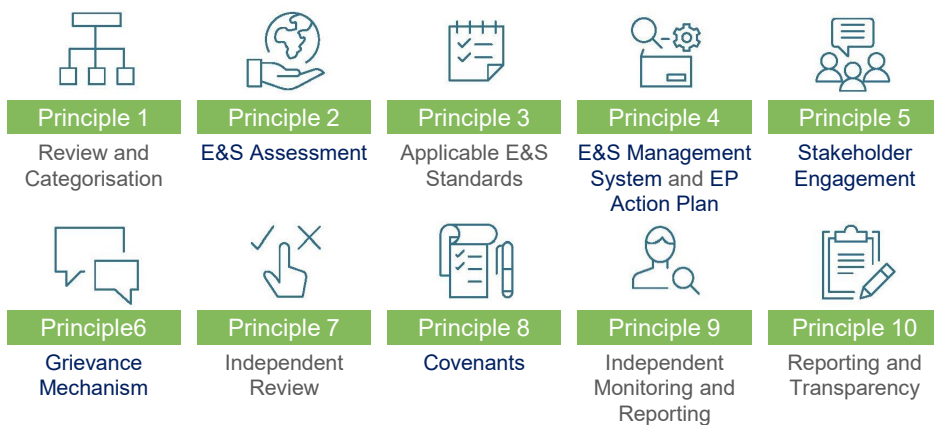 Principle 1
Review and
Categorisation
Principle 2
E&S Assessment
Principle 3
Applicable E&S
Standards
Principle 4
E&S Management
System and EP
Action Plan
Principle 5
Stakeholder
Engagement
Principle6
Grievance
Mechanism
Principle 7
Independent
Review
Principle 8
Covenants
Principle 9
Independent
Monitoring and
Reporting
Principle 10
Reporting and
Transparency